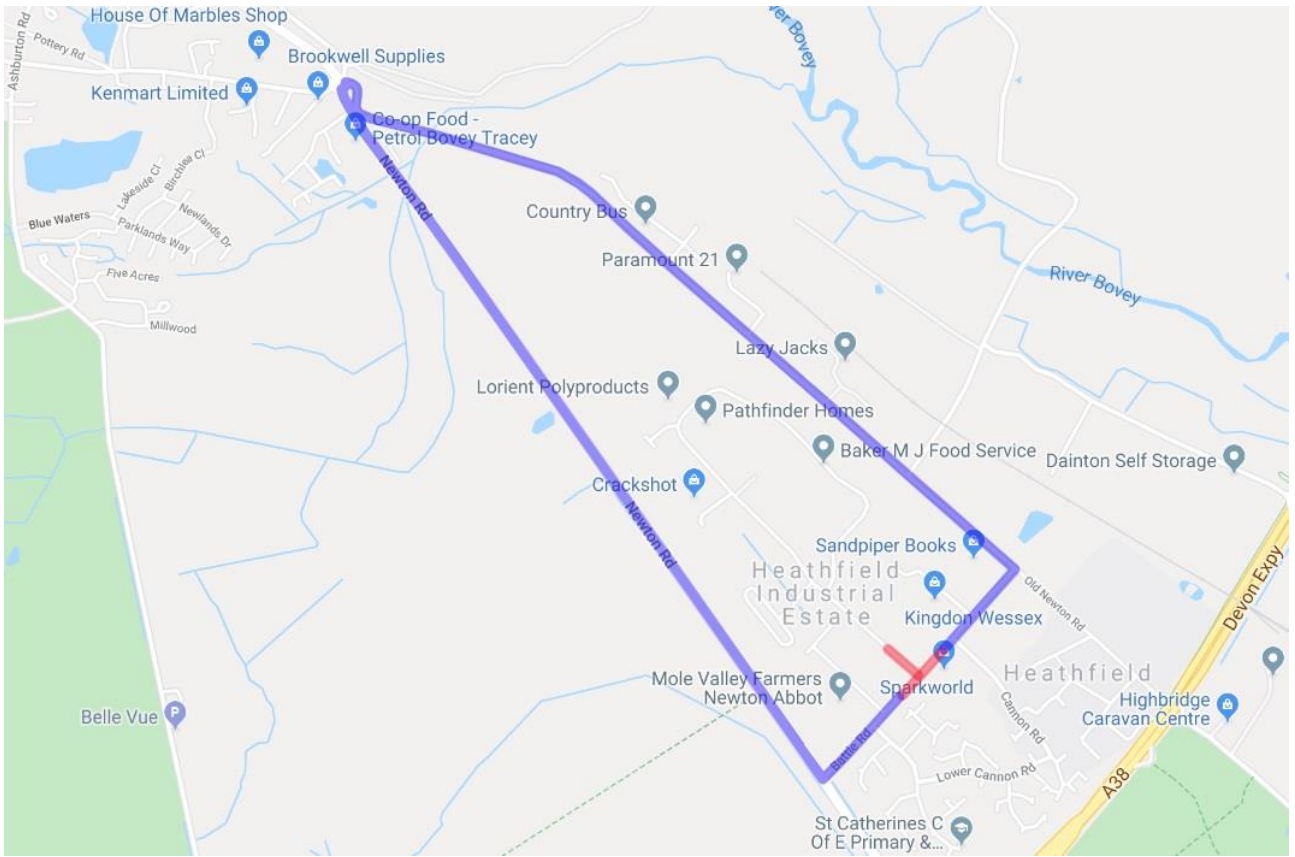 House Of Marbles Shop
River Bovey
Ashburton Rd
Pottery Rd
Brookwell Supplies
Kenmart Limited
Co-op Food -
Petrol Bovey Tracey
Newton Rd
Lakeside Cl
Birchlea Cl
Blue Waters
Parklands Way
Newlands Dr
Country Bus
Paramount 21
River Bovey
Five Acres
Millwood
Lazy Jacks
Lorient Polyproducts
Pathfinder Homes
Baker M J Food Service
Dainton Self Storage
Crackshot
Newton Rd
Sandpiper Books
Heathfield
Industrial
Estate
Kingdon Wessex
Old Newton Rd
Devon Expy
Mole Valley Farmers
Newton Abbot
Sparkworld
Heathfield
Highbridge
Caravan Centre
Belle Vue
P
Battle Rd
Cannon Rd
Lower Cannon Rd
A38
St Catherines C
Of E Primary &...